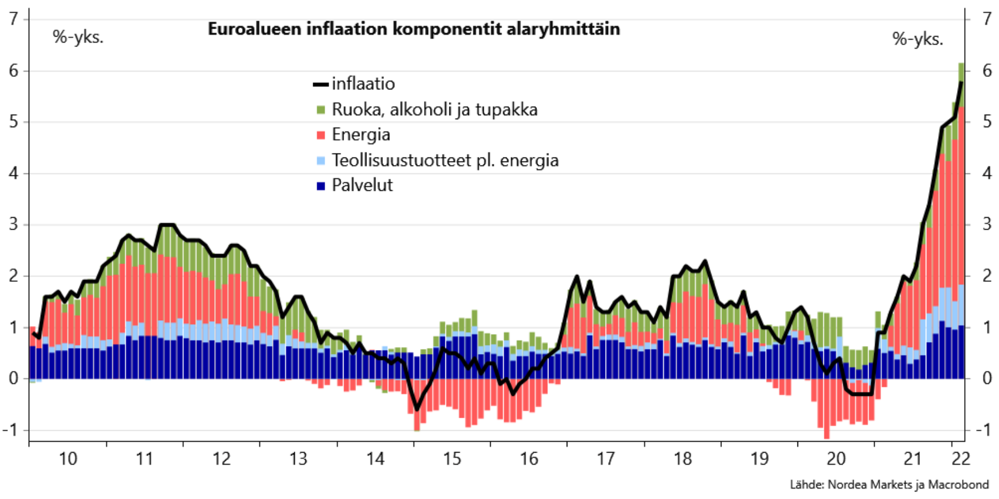 Euroalueen inflaation komponentit alaryhmittäin
%-yks.
%-yks.
inflaatio
Ruoka, alkoholi ja tupakka
Energia
Teollisuustuotteet pl. energia
Palvelut
7
6
5
4
3
2
1
0
-1
7
6
5
4
3
2
1
0
-1
10 11 12 13 14 15 16 17 18 19 20 21 22
Lähde: Nordea Markets ja Macrobond